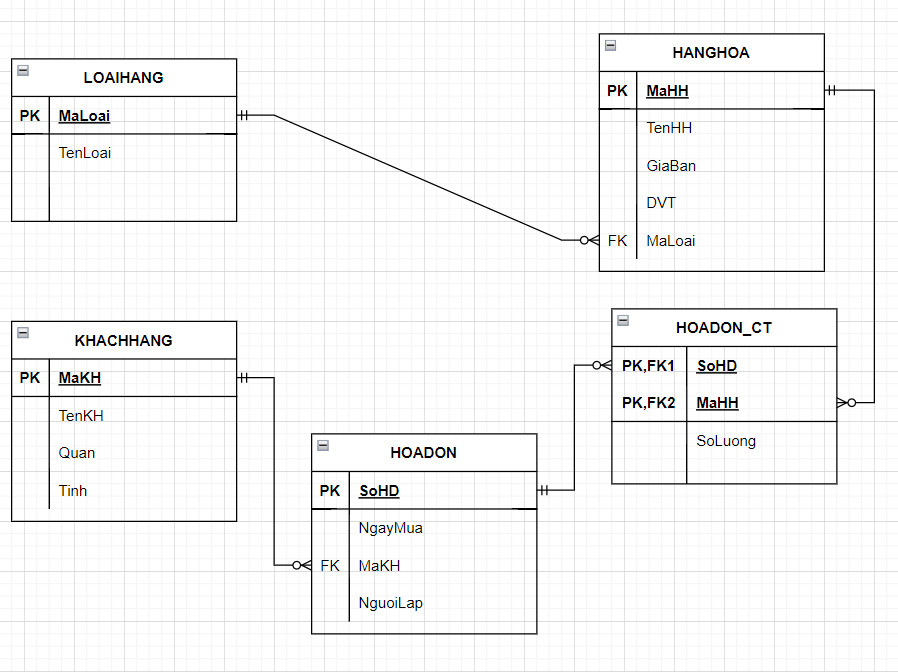 LOAIHANG
PK MaLoai
TenLoai
HANGHOA
PK MaHH
TenHH
GiaBan
DVT
FK MaLoai
KHACHHANG
PK MaKH
TenKH
Quan
Tinh
HOADON
PK SoHD
NgayMua
FK MaKH
NguoiLap
HOADON_CT
PK,FK1 SoHD
PK,FK2 MaHH
SoLuong